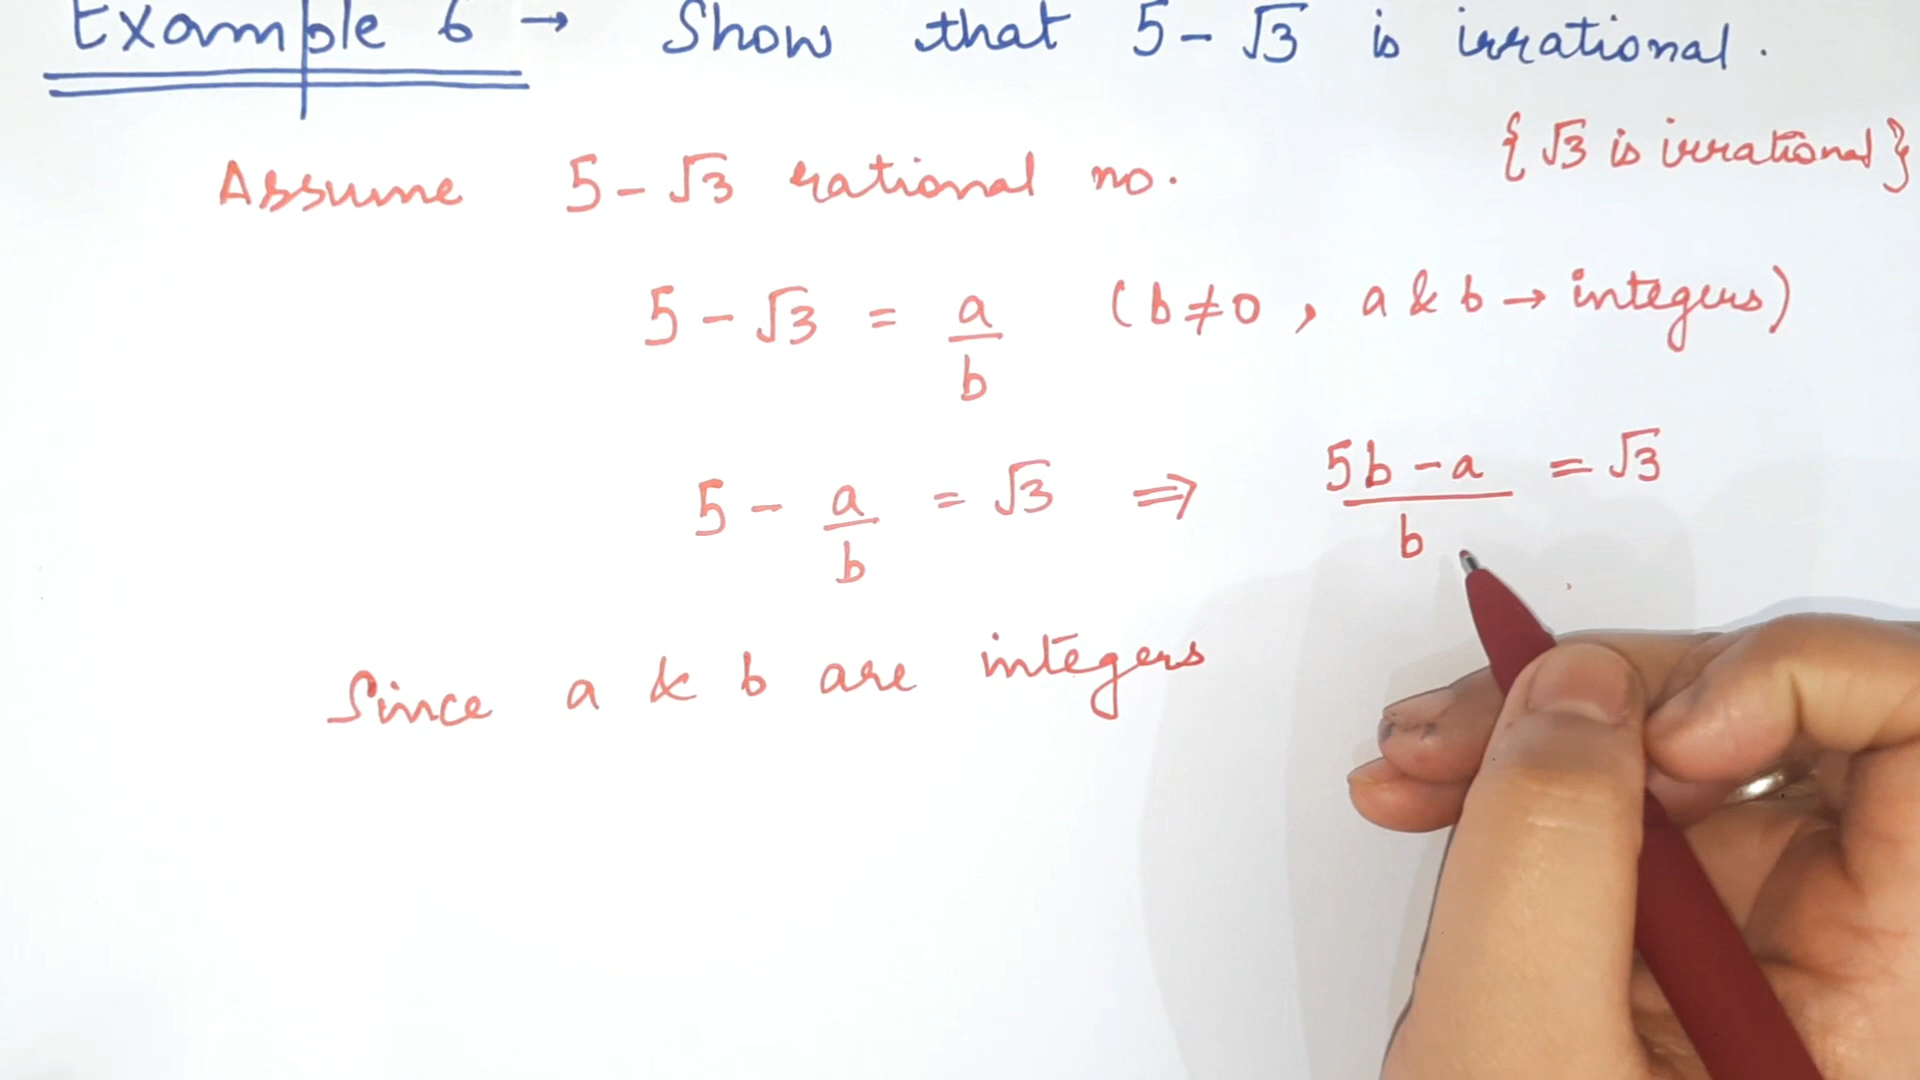 Example 6 → Show that 5 - √3 is irrational.
{√3 is irrational}
Assume 5 - √3 rational no.
5 - √3 = a/b (b ≠ 0, a & b → integers)
5 - a/b = √3 ⇒ (5b - a)/b = √3
Since a & b are integers